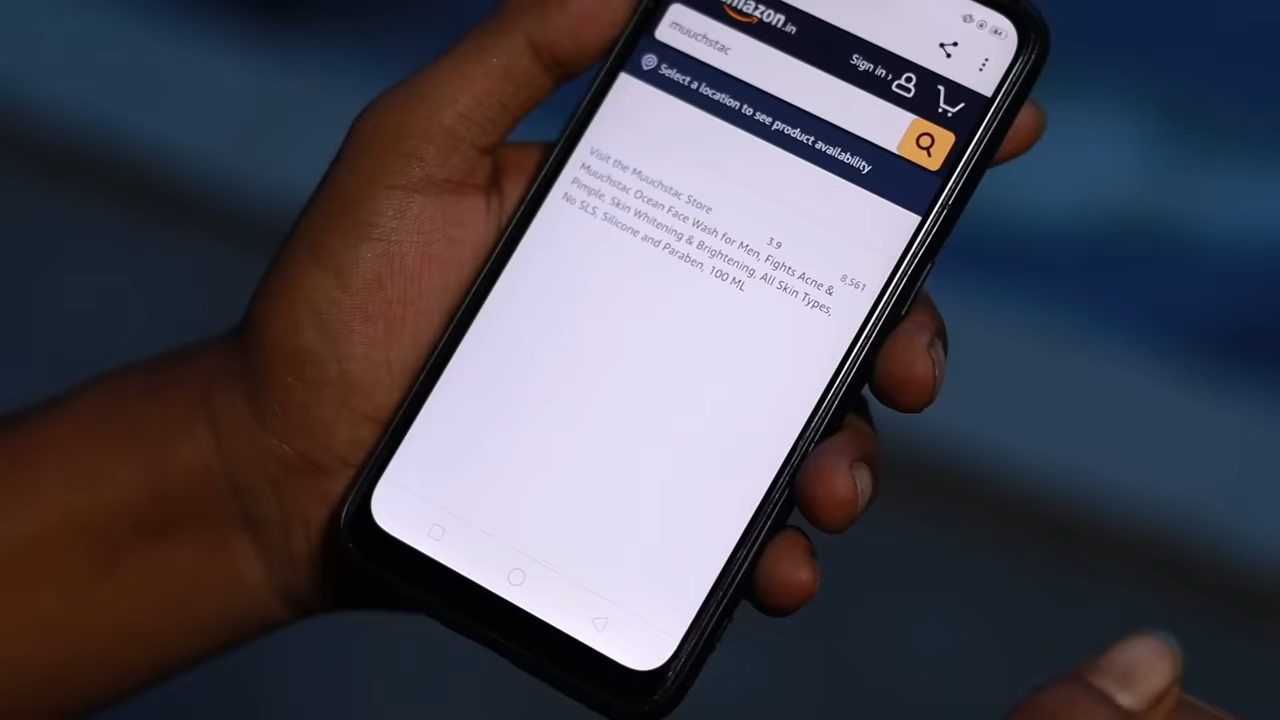 amazon.in
muuchstac
Sign in ›
Select a location to see product availability
Visit the Muuchstac Store
3.9
8,561
Muuchstac Ocean Face Wash for Men, Fights Acne &
Pimple, Skin Whitening & Brightening, All Skin Types,
No SLS, Silicone and Paraben, 100 ML